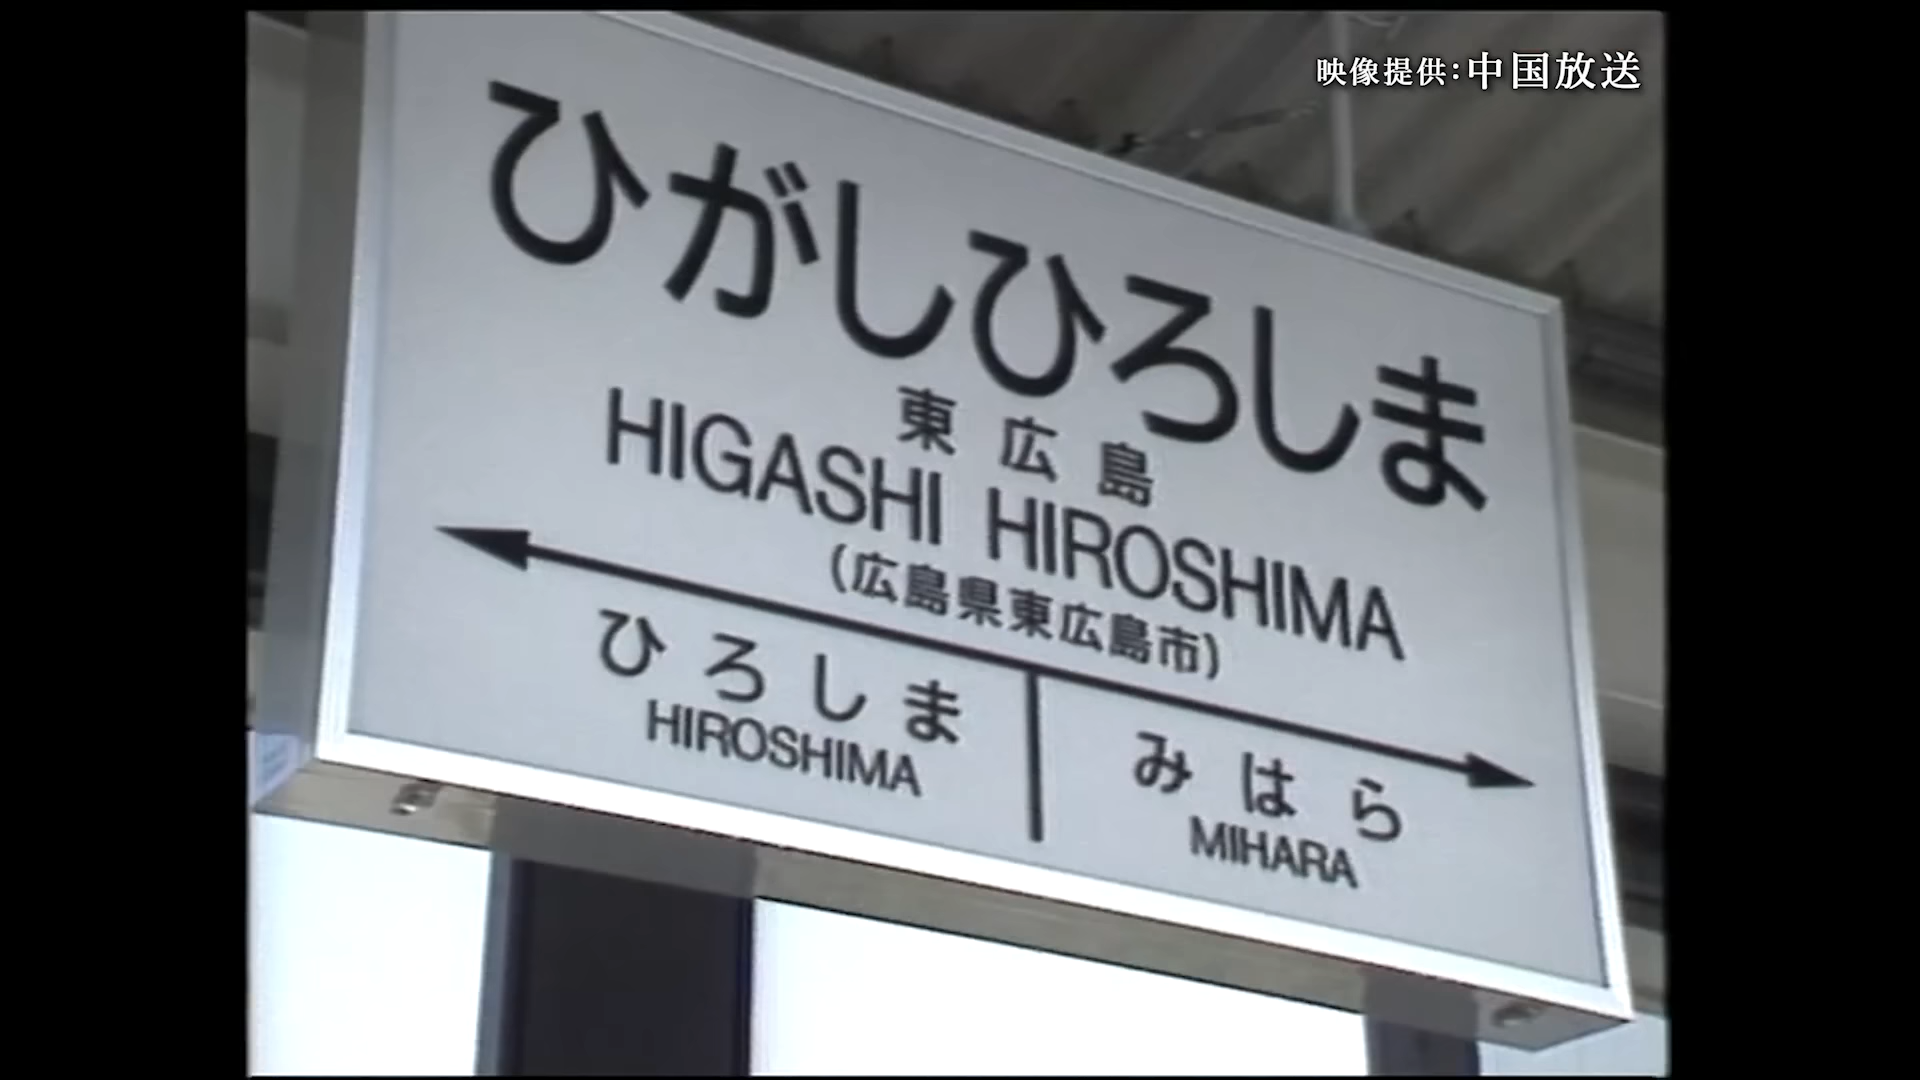 映像提供:中国放送
ひがしひろしま
東広島
HIGASHI HIROSHIMA
(広島県東広島市)
ひろしま
HIROSHIMA
みはら
MIHARA